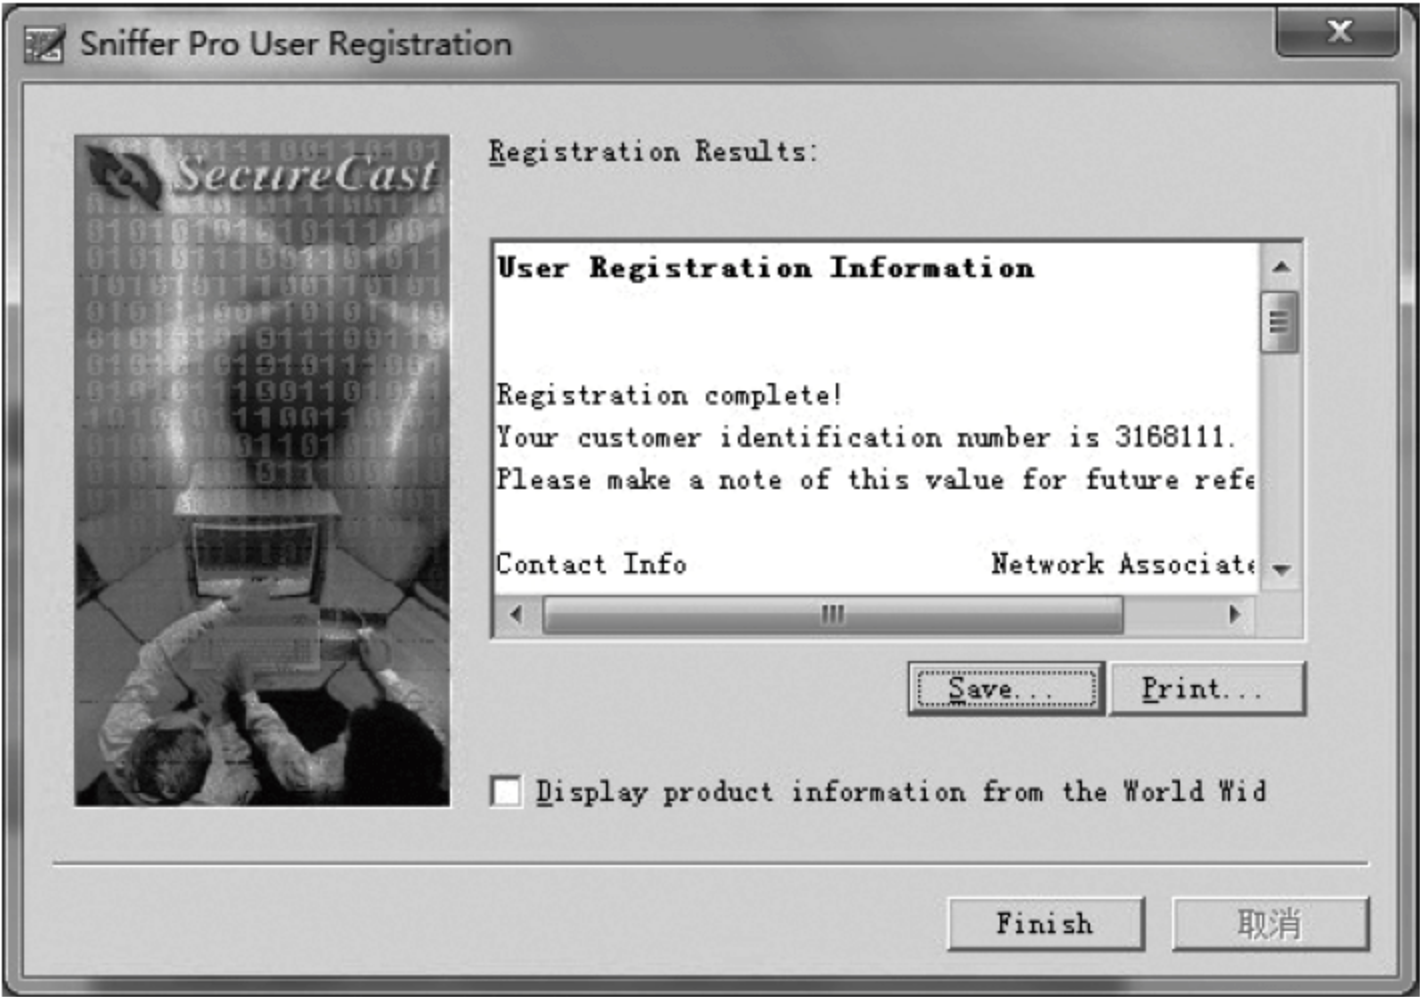 Sniffer Pro User Registration
SecureCast
Registration Results:
User Registration Information
Registration complete!
Your customer identification number is 3168111.
Please make a note of this value for future refe
Contact Info Network Associate
Save... Print...
Display product information from the World Wid
Finish 取消